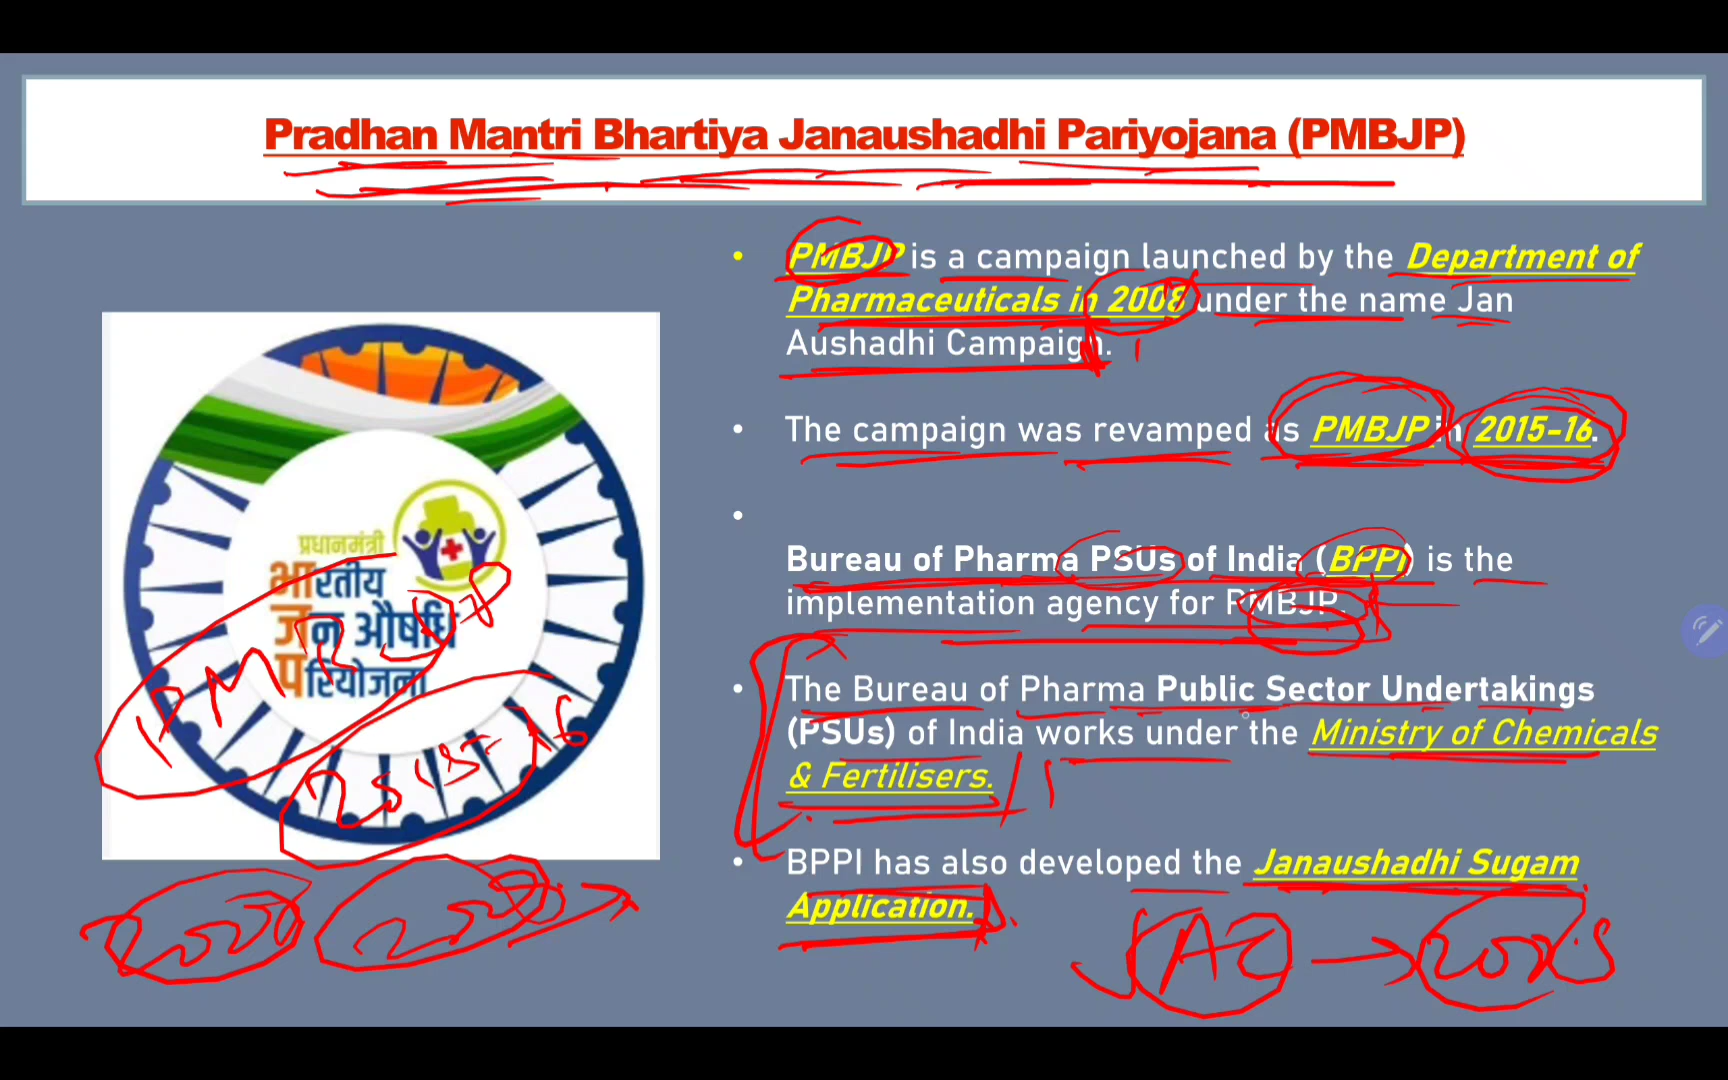 Pradhan Mantri Bhartiya Janaushadhi Pariyojana (PMBJP)
• PMBJP is a campaign launched by the Department of
Pharmaceuticals in 2008 under the name Jan
Aushadhi Campaign.
• The campaign was revamped as PMBJP in 2015-16.
•
Bureau of Pharma PSUs of India (BPPI) is the
implementation agency for PMBJP.
• The Bureau of Pharma Public Sector Undertakings
(PSUs) of India works under the Ministry of Chemicals
& Fertilisers.
• BPPI has also developed the Janaushadhi Sugam
Application.
प्रधानमंत्री
भारतीय
जन औषधि
परियोजना